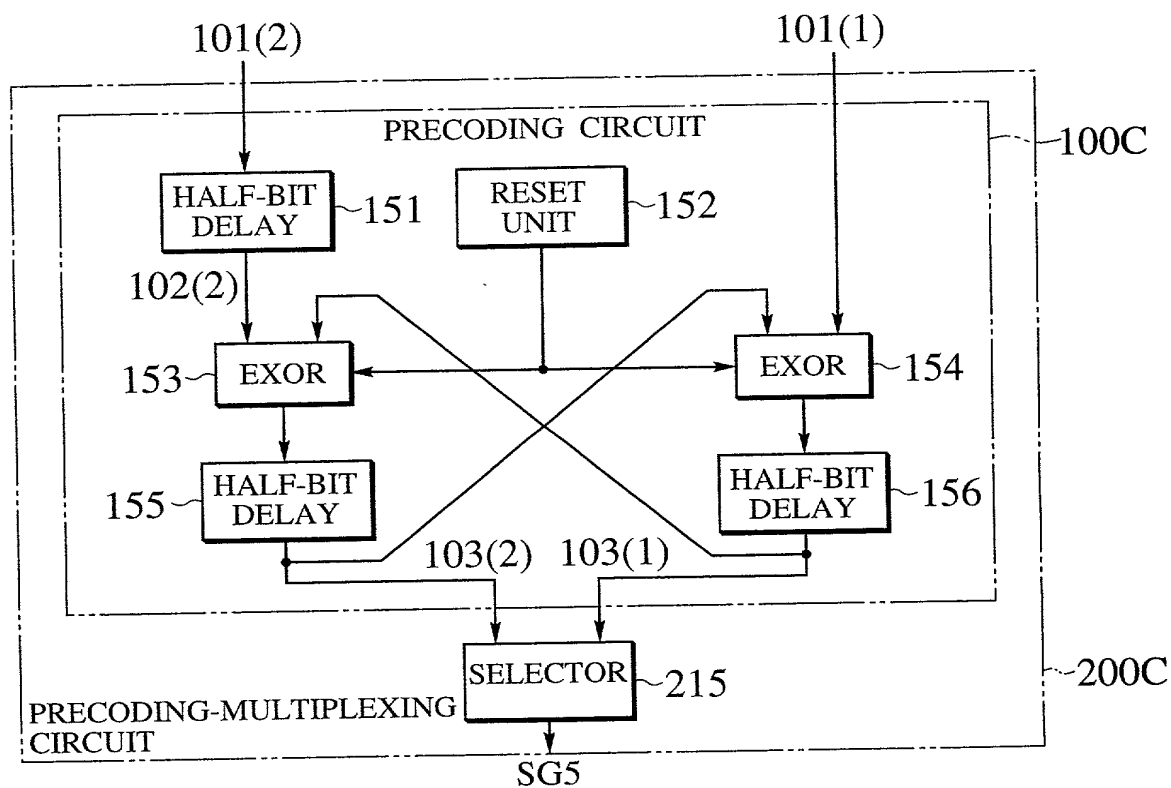 101(2)
101(1)
PRECODING CIRCUIT
100C
HALF-BIT
DELAY
151
RESET
UNIT
152
102(2)
153
EXOR
EXOR
154
155
HALF-BIT
DELAY
HALF-BIT
DELAY
156
103(2)
103(1)
SELECTOR
215
200C
PRECODING-MULTIPLEXING
CIRCUIT
SG5